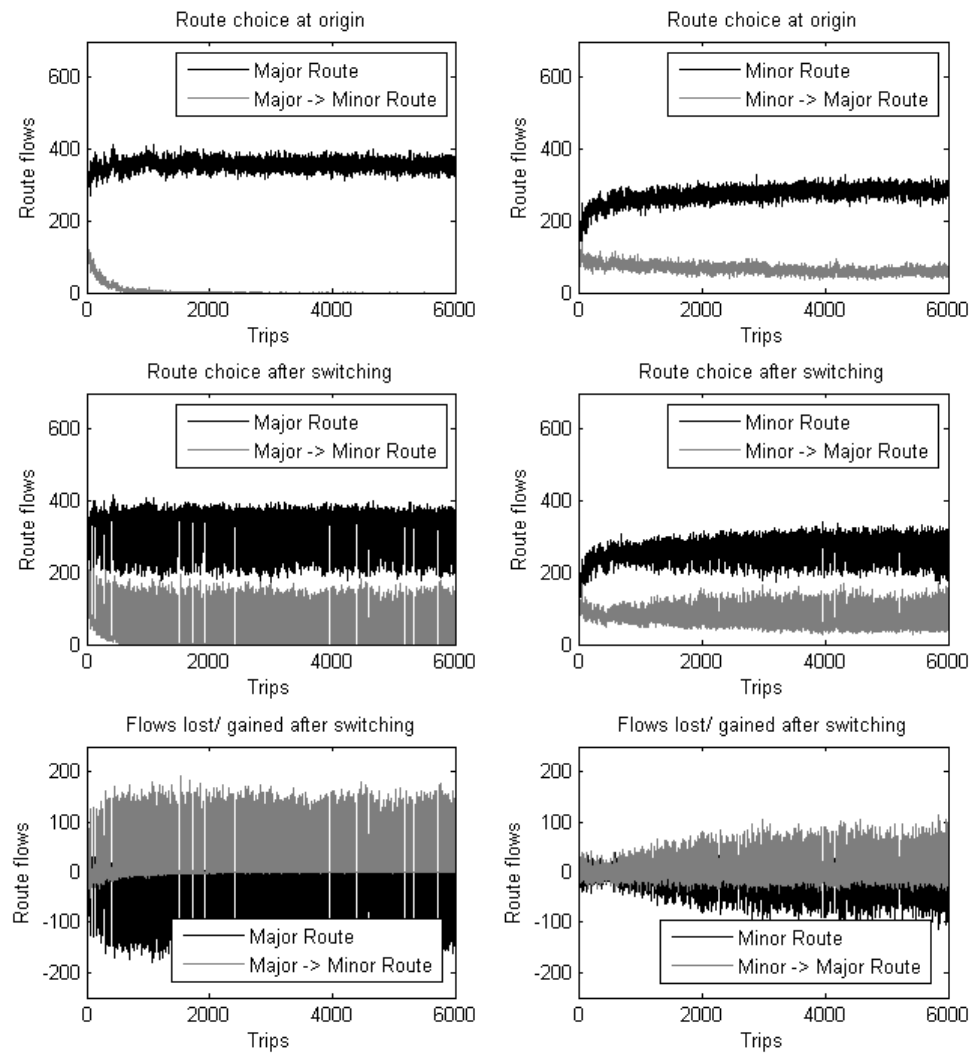 Route choice at origin
Route flows
600
400
200
0
Major Route
Major -> Minor Route
0 2000 4000 6000
Trips
Route choice at origin
Route flows
600
400
200
0
Minor Route
Minor -> Major Route
0 2000 4000 6000
Trips
Route choice after switching
Route flows
600
400
200
0
Major Route
Major -> Minor Route
0 2000 4000 6000
Trips
Route choice after switching
Route flows
600
400
200
0
Minor Route
Minor -> Major Route
0 2000 4000 6000
Trips
Flows lost/ gained after switching
Route flows
200
100
0
-100
-200
Major Route
Major -> Minor Route
0 2000 4000 6000
Trips
Flows lost/ gained after switching
Route flows
200
100
0
-100
-200
Minor Route
Minor -> Major Route
0 2000 4000 6000
Trips